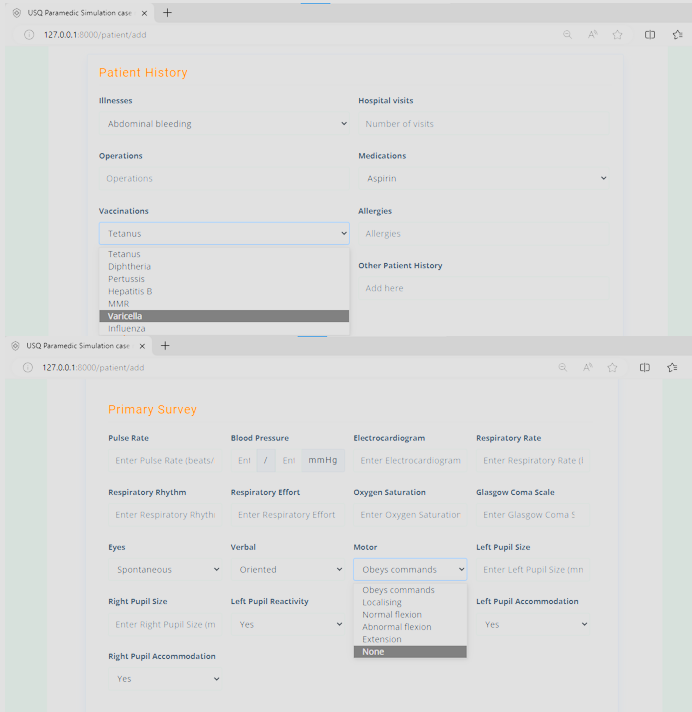 USQ Paramedic Simulation case
127.0.0.1:8000/patient/add
Patient History
Illnesses Hospital visits
Abdominal bleeding Number of visits
Operations Medications
Operations Aspirin
Vaccinations Allergies
Tetanus Allergies
Tetanus
Diphtheria
Other Patient History
Pertussis
Hepatitis B Add here
MMR
Varicella
Influenza
USQ Paramedic Simulation case
127.0.0.1:8000/patient/add
Primary Survey
Pulse Rate Blood Pressure Electrocardiogram Respiratory Rate
Enter Pulse Rate (beats/ Ent / Ent mmHg Enter Electrocardiogram Enter Respiratory Rate (l
Respiratory Rhythm Respiratory Effort Oxygen Saturation Glasgow Coma Scale
Enter Respiratory Rhythm Enter Respiratory Effort Enter Oxygen Saturation Enter Glasgow Coma S
Eyes Verbal Motor Left Pupil Size
Spontaneous Oriented Obeys commands Enter Left Pupil Size (mn
Obeys commands
Right Pupil Size Left Pupil Reactivity Localising Left Pupil Accommodation
Normal flexion
Enter Right Pupil Size (m Yes Abnormal flexion Yes
Extension
None
Right Pupil Accommodation
Yes